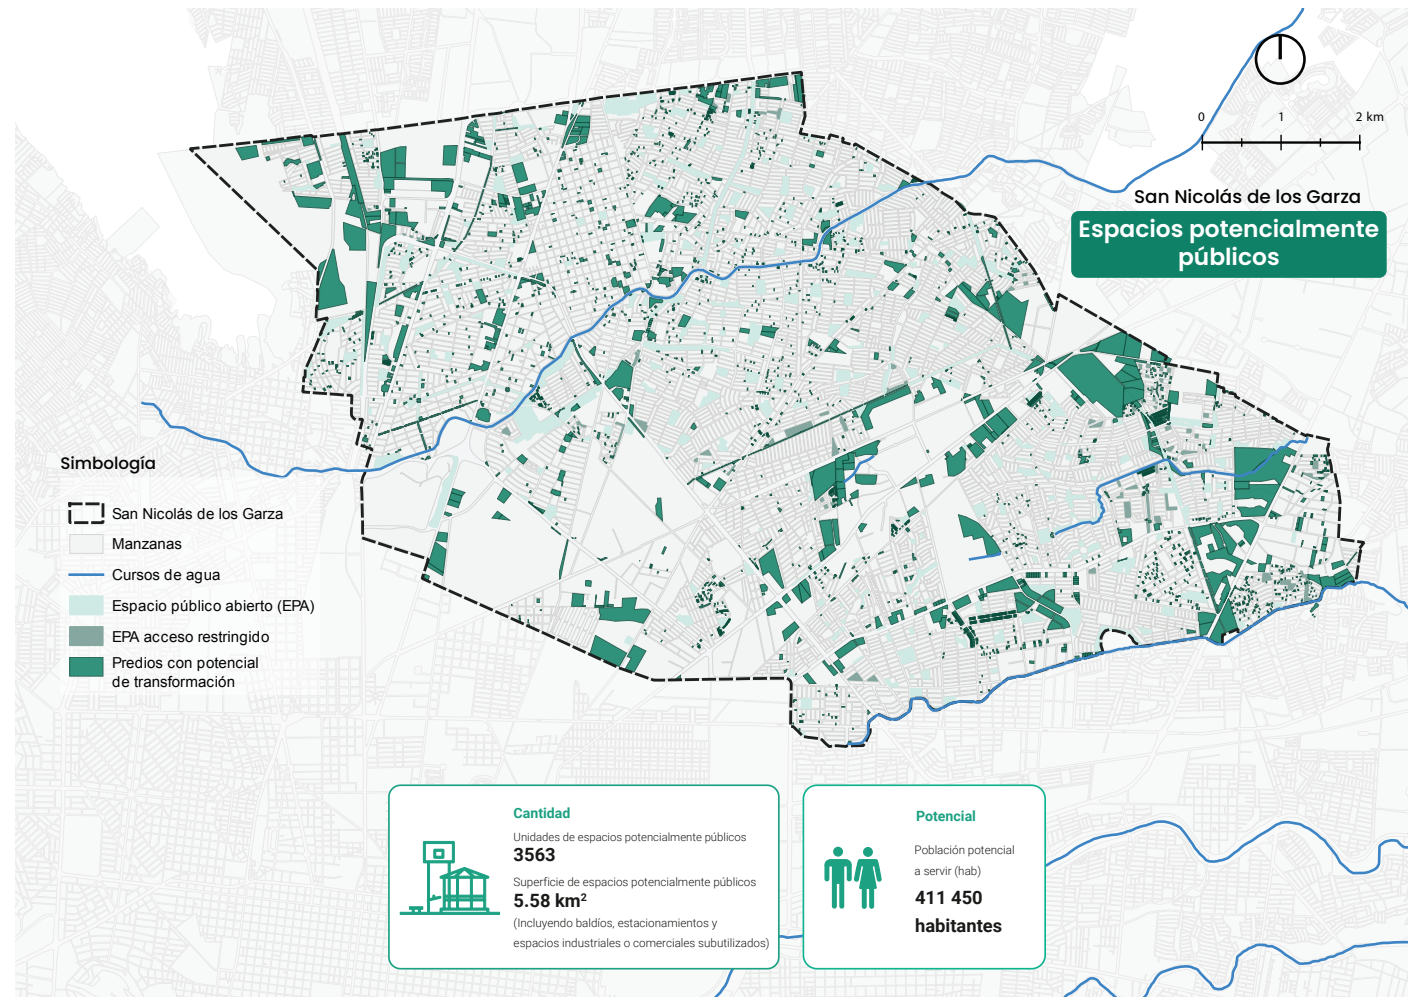 0 1 2 km
San Nicolás de los Garza
Espacios potencialmente
públicos
Simbología
San Nicolás de los Garza
Manzanas
Cursos de agua
Espacio público abierto (EPA)
EPA acceso restringido
Predios con potencial
de transformación
Cantidad
Unidades de espacios potencialmente públicos
3563
Superficie de espacios potencialmente públicos
5.58 km²
(Incluyendo baldíos, estacionamientos y
espacios industriales o comerciales subutilizados)
Potencial
Población potencial
a servir (hab)
411 450
habitantes